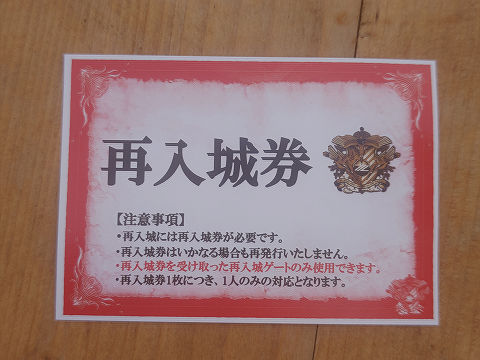 再入城券
【注意事項】
・再入城には再入城券が必要です。
・再入城券はいかなる場合も再発行いたしません。
・再入城券を受け取った再入城ゲートのみ使用できます。
・再入城券1枚につき、1人のみの対応となります。